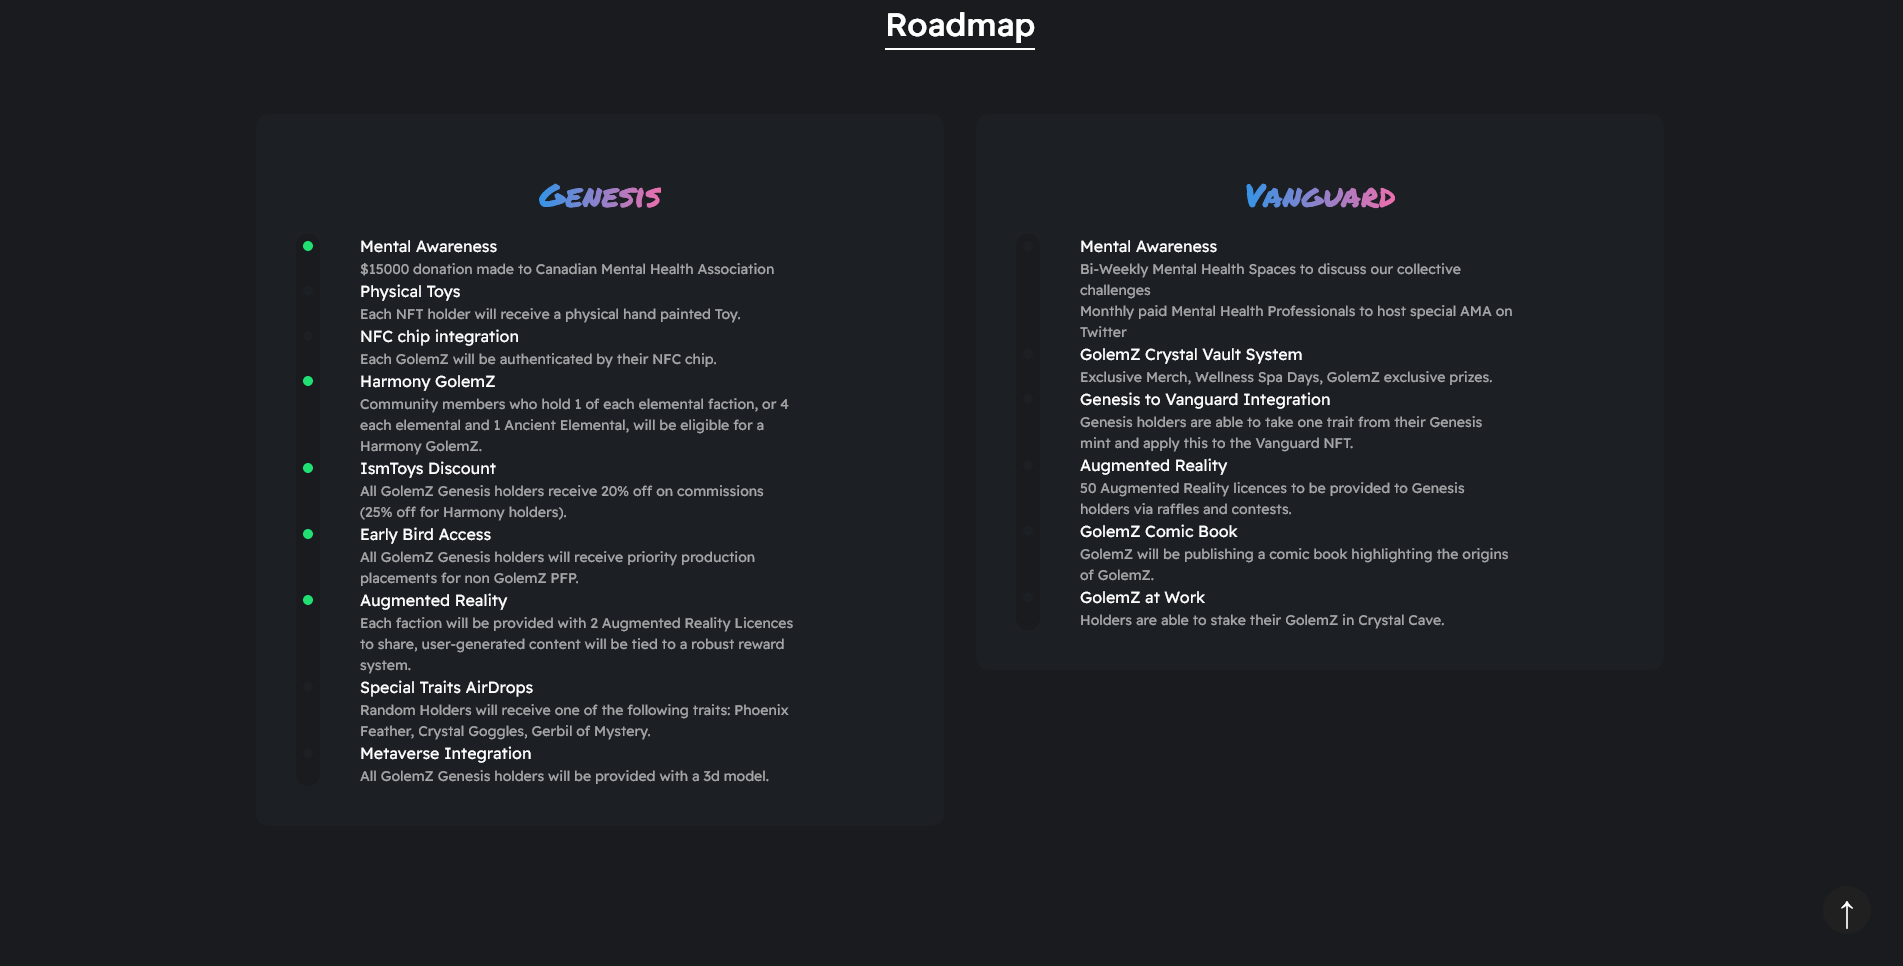 Roadmap
Genesis
Mental Awareness
$15000 donation made to Canadian Mental Health Association
Physical Toys
Each NFT holder will receive a physical hand painted Toy.
NFC chip integration
Each GolemZ will be authenticated by their NFC chip.
Harmony GolemZ
Community members who hold 1 of each elemental faction, or 4
each elemental and 1 Ancient Elemental, will be eligible for a
Harmony GolemZ.
IsmToys Discount
All GolemZ Genesis holders receive 20% off on commissions
(25% off for Harmony holders).
Early Bird Access
All GolemZ Genesis holders will receive priority production
placements for non GolemZ PFP.
Augmented Reality
Each faction will be provided with 2 Augmented Reality Licences
to share, user-generated content will be tied to a robust reward
system.
Special Traits AirDrops
Random Holders will receive one of the following traits: Phoenix
Feather, Crystal Goggles, Gerbil of Mystery.
Metaverse Integration
All GolemZ Genesis holders will be provided with a 3d model.
Vanguard
Mental Awareness
Bi-Weekly Mental Health Spaces to discuss our collective
challenges
Monthly paid Mental Health Professionals to host special AMA on
Twitter
GolemZ Crystal Vault System
Exclusive Merch, Wellness Spa Days, GolemZ exclusive prizes.
Genesis to Vanguard Integration
Genesis holders are able to take one trait from their Genesis
mint and apply this to the Vanguard NFT.
Augmented Reality
50 Augmented Reality licences to be provided to Genesis
holders via raffles and contests.
GolemZ Comic Book
GolemZ will be publishing a comic book highlighting the origins
of GolemZ.
GolemZ at Work
Holders are able to stake their GolemZ in Crystal Cave.